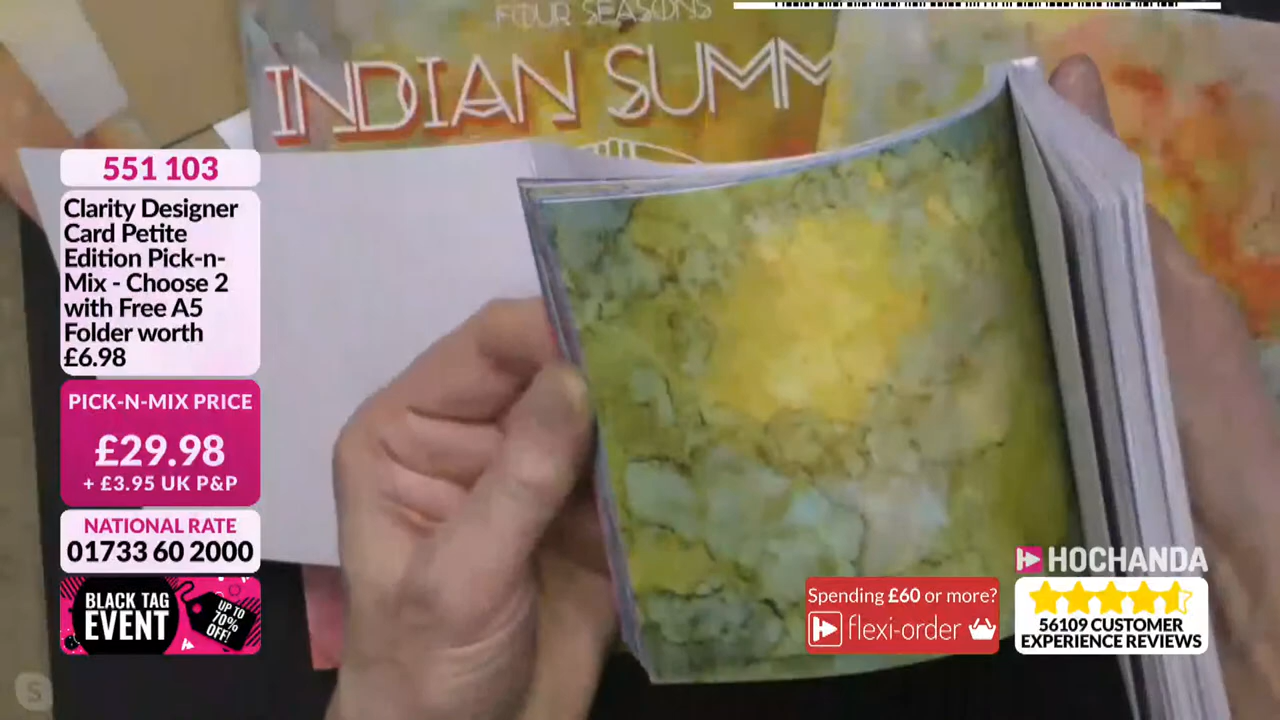 FOUR SEASONS
INDIAN SUMM
551 103
Clarity Designer
Card Petite
Edition Pick-n-
Mix - Choose 2
with Free A5
Folder worth
£6.98
PICK-N-MIX PRICE
£29.98
+ £3.95 UK P&P
NATIONAL RATE
01733 60 2000
BLACK TAG
EVENT
UP TO
70%
OFF!
HOCHANDA
Spending £60 or more?
flexi-order
56109 CUSTOMER
EXPERIENCE REVIEWS
S